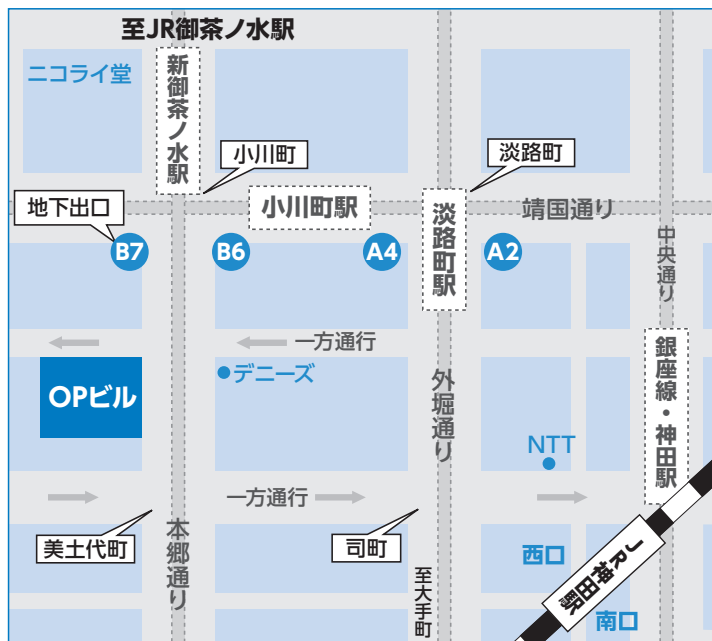 至JR御茶ノ水駅
ニコライ堂
新御茶ノ水駅
小川町
淡路町
地下出口
小川町駅
淡路町駅
靖国通り
中央通り
B7
B6
A4
A2
一方通行
銀座線・神田駅
OPビル
デニーズ
外堀通り
NTT
一方通行
本郷通り
美土代町
司町
西口
JR神田駅
至大手町
南口